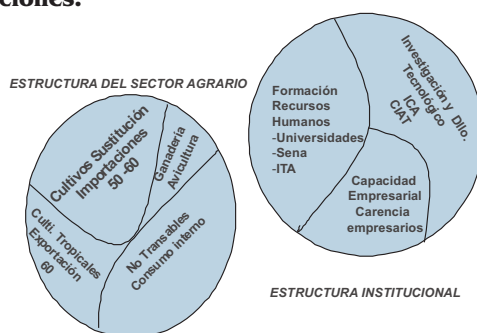 ciones.
ESTRUCTURA DEL SECTOR AGRARIO
Cultivos Sustitución
Importaciones
50 -60
Ganadería
Avicultura
Culti. Tropicales
Exportación
60
No Transables
Consumo interno
Formación
Recursos
Humanos
-Universidades
-Sena
-ITA
Investigación y Dllo.
Tecnológico
ICA
CIAT
Capacidad
Empresarial
Carencia
empresarios)
ESTRUCTURA INSTITUCIONAL